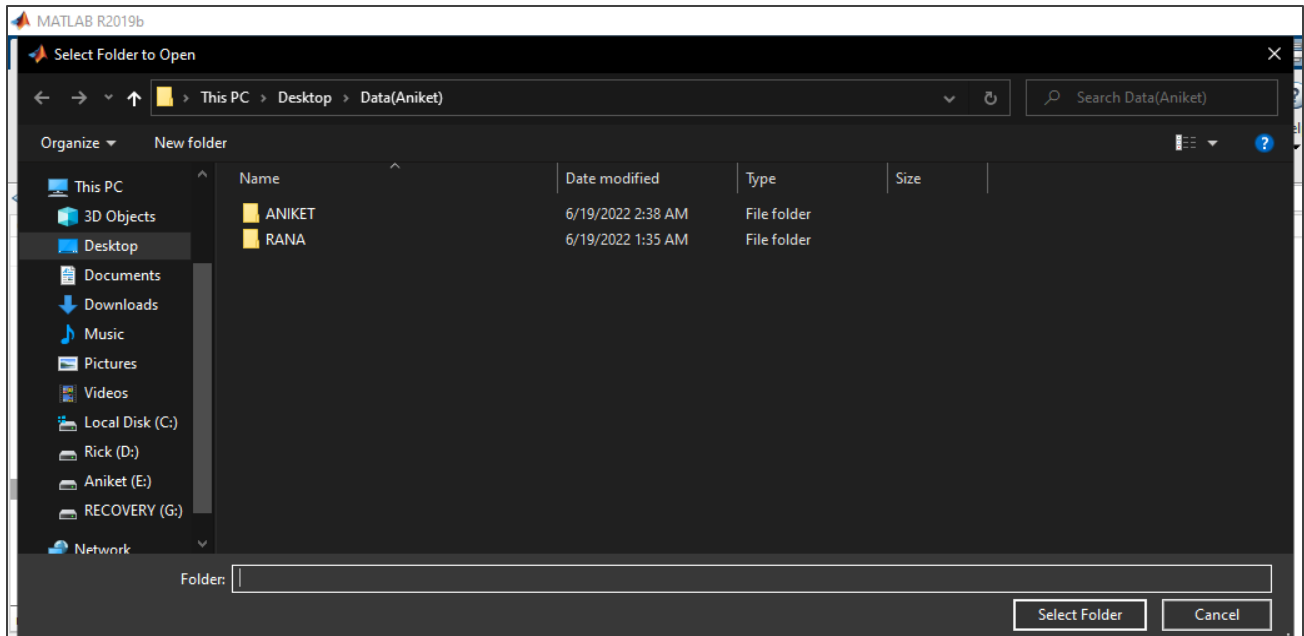 MATLAB R2019b
Select Folder to Open
This PC > Desktop > Data(Aniket)
Search Data(Aniket)
Organize
New folder
Name
Date modified
Type
Size
ANIKET
6/19/2022 2:38 AM
File folder
RANA
6/19/2022 1:35 AM
File folder
This PC
3D Objects
Desktop
Documents
Downloads
Music
Pictures
Videos
Local Disk (C:)
Rick (D:)
Aniket (E:)
RECOVERY (G:)
Network
Folder:
Select Folder
Cancel